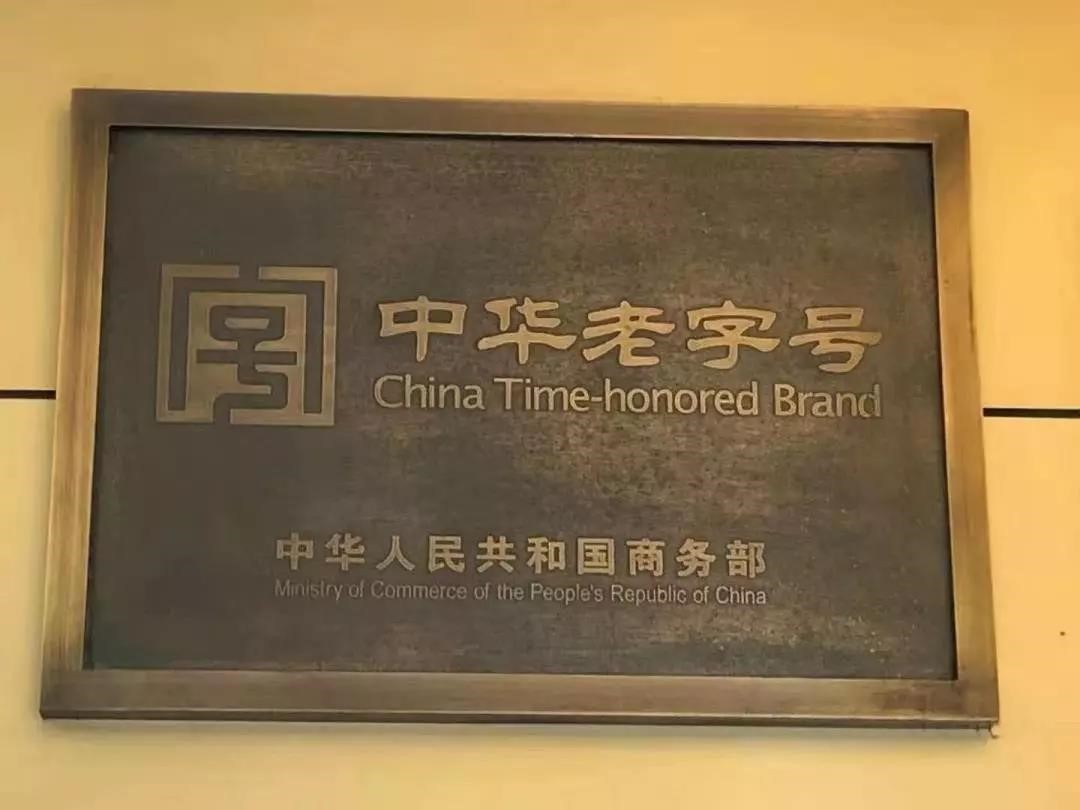 中华老字号
China Time-honored Brand
中华人民共和国商务部
Ministry of Commerce of the People's Republic of China